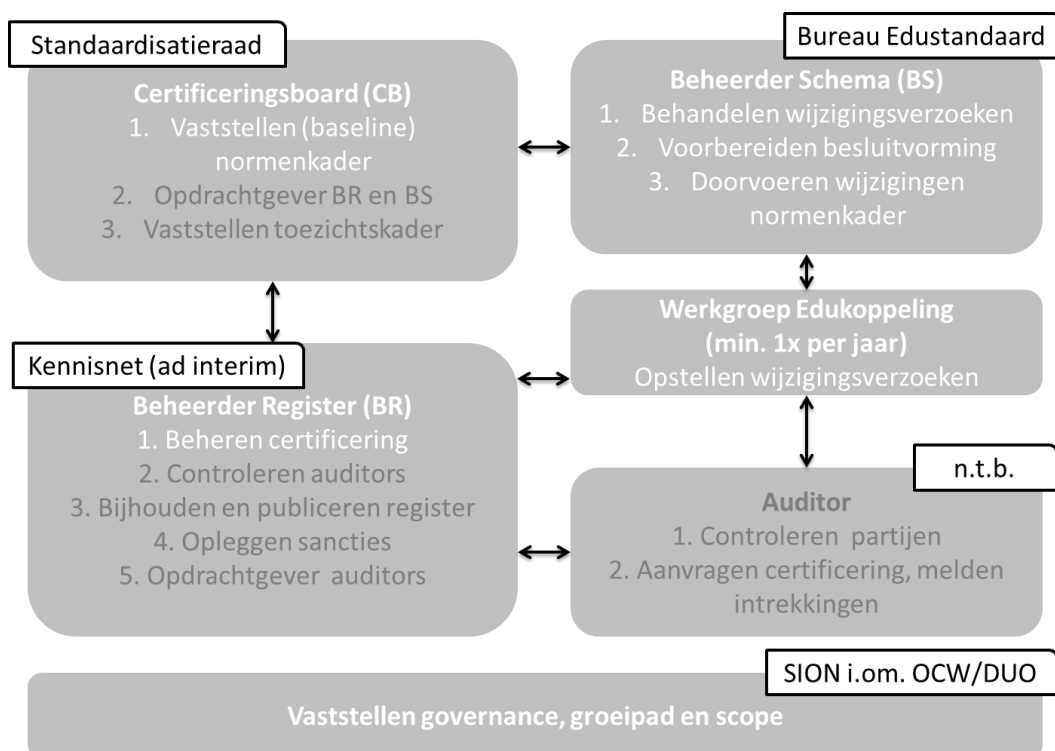 Standaardisatieraad
Certificeringsboard (CB)
1. Vaststellen (baseline)
normenkader
2. Opdrachtgever BR en BS
3. Vaststellen toezichtskader
Bureau Edustandaard
Beheerder Schema (BS)
1. Behandelen wijzigingsverzoeken
2. Voorbereiden besluitvorming
3. Doorvoeren wijzigingen
normenkader
Werkgroep Edukoppeling
(min. 1x per jaar)
Opstellen wijzigingsverzoeken
Kennisnet (ad interim)
Beheerder Register (BR)
1. Beheren certificering
2. Controleren auditors
3. Bijhouden en publiceren register
4. Opleggen sancties
5. Opdrachtgever auditors
n.t.b.
Auditor
1. Controleren partijen
2. Aanvragen certificering, melden
intrekkingen
SION i.om. OCW/DUO
Vaststellen governance, groeipad en scope